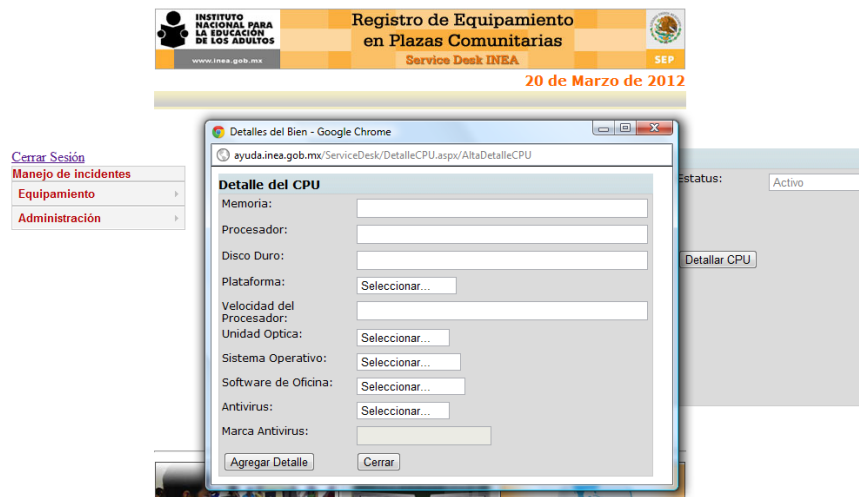 INSTITUTO
NACIONAL PARA
LA EDUCACIÓN
DE LOS ADULTOS
www.inea.gob.mx
Registro de Equipamiento
en Plazas Comunitarias
Service Desk INEA
SEP
20 de Marzo de 2012
Detalles del Bien - Google Chrome
ayuda.inea.gob.mx/ServiceDesk/DetalleCPU.aspx/AltaDetalleCPU
Cerrar Sesión
Manejo de incidentes
Equipamiento
Administración
Detalle del CPU
Memoria:
Procesador:
Disco Duro:
Plataforma: Seleccionar...
Velocidad del
Procesador:
Unidad Optica: Seleccionar...
Sistema Operativo: Seleccionar...
Software de Oficina: Seleccionar...
Antivirus: Seleccionar...
Marca Antivirus:
Agregar Detalle Cerrar
Estatus: Activo
Detallar CPU